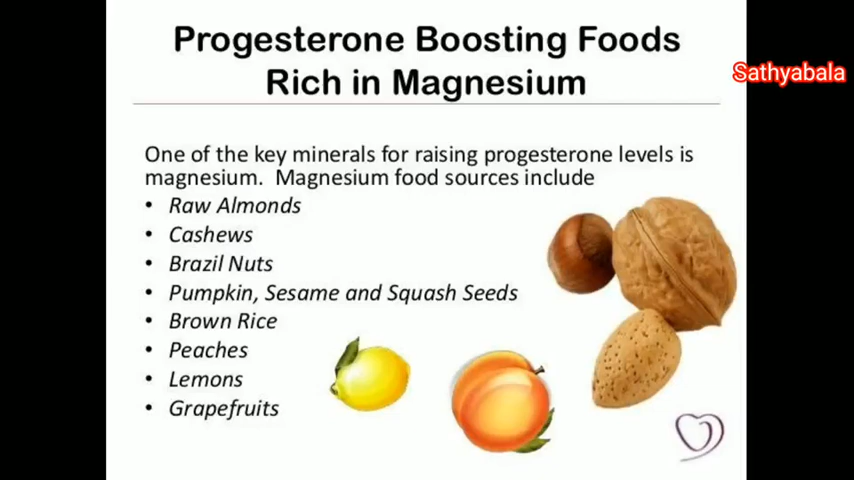 Progesterone Boosting Foods
Rich in Magnesium
Sathyabala
One of the key minerals for raising progesterone levels is
magnesium. Magnesium food sources include
• Raw Almonds
• Cashews
• Brazil Nuts
• Pumpkin, Sesame and Squash Seeds
• Brown Rice
• Peaches
• Lemons
• Grapefruits